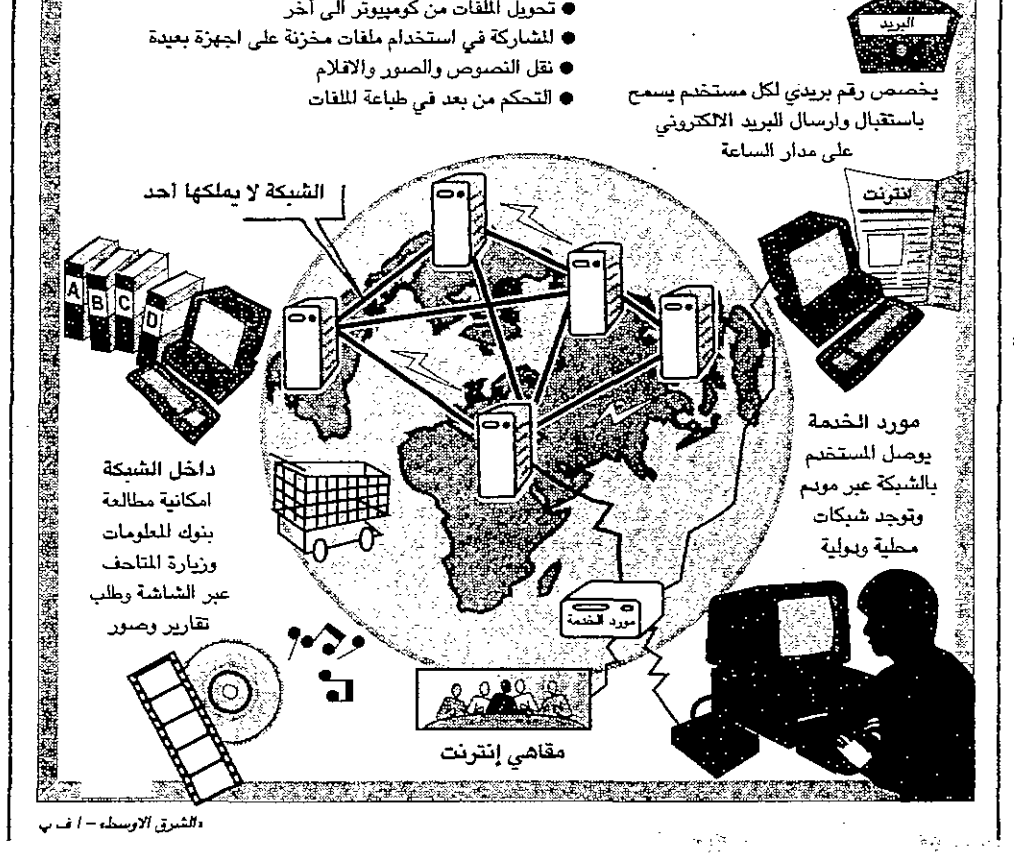 ● تحويل الملفات من كومبيوتر الى آخر
● المشاركة في استخدام ملفات مخزنة على اجهزة بعيدة
● نقل النصوص والصور والافلام
● التحكم من بعد في طباعة الملفات
البريد
يخصص رقم بريدي لكل مستخدم يسمح
باستقبال وارسال البريد الالكتروني
على مدار الساعة
الشبكة لا يملكها أحد
انترنت
A
B
C
D
مورد الخدمة
يوصل المستخدم
بالشبكة عبر مودم
وتوجد شبكات
محلية ودولية
داخل الشبكة
امكانية مطالعة
بنوك المعلومات
وزيارة المتاحف
عبر الشاشة وطلب
تقارير وصور
مورد الخدمة
مقاهي إنترنت
«الشرق الاوسط» – ا ف ب